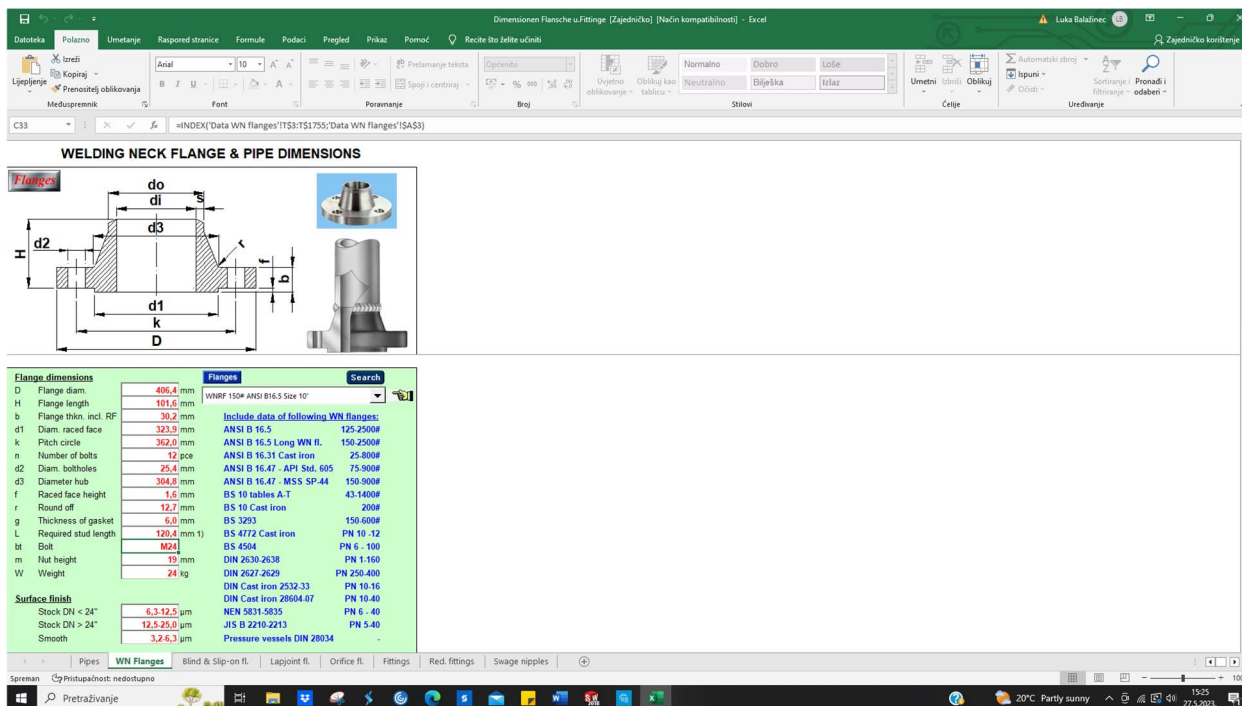 Dimensionen Flansche u.Fittinge [Zajedničko] [Način kompatibilnosti] - Excel
Luka Balažinec LB
Datoteka Polazno Umetanje Raspored stranice Formule Podaci Pregled Prikaz Pomoć Recite što želite učiniti Zajedničko korištenje
Lijepljenje
Izreži
Kopiraj
Prenositelj oblikovanja
Međuspremnik
Arial 10
B I U
Font
Prelamanje teksta
Spoji i centriraj
Poravnanje
Općenito
% 000
Broj
Uvjetno oblikovanje
Oblikuj kao tablicu
Normalno Dobro Loše
Neutralno Bilješka Izlaz
Stilovi
Umetni Izbriši Oblikuj
Ćelije
Automatski zbroj
Ispuni
Očisti
Sortiranje i filtriranje
Pronađi i odaberi
Uređivanje
C33 fx =INDEX('Data WN flanges'!T$3:T$1755;'Data WN flanges'!$A$3)
WELDING NECK FLANGE & PIPE DIMENSIONS
Flanges
do
di s
d3
d2 H r f b
d1
k
D
Flange dimensions Flanges Search
D Flange diam. 406,4 mm WNRF 150# ANSI B16.5 Size 10"
H Flange length 101,6 mm
b Flange thkn. incl. RF 30,2 mm Include data of following WN flanges:
d1 Diam. raced face 323,9 mm ANSI B 16.5 125-2500#
k Pitch circle 362,0 mm ANSI B 16.5 Long WN fl. 150-2500#
n Number of bolts 12 pce ANSI B 16.31 Cast iron 25-800#
d2 Diam. boltholes 25,4 mm ANSI B 16.47 - API Std. 605 75-900#
d3 Diameter hub 304,8 mm ANSI B 16.47 - MSS SP-44 150-900#
f Raced face height 1,6 mm BS 10 tables A-T 43-1400#
r Round off 12,7 mm BS 10 Cast iron 200#
g Thickness of gasket 6,0 mm BS 3293 150-600#
L Required stud length 120,4 mm 1) BS 4772 Cast iron PN 10 -12
bt Bolt M24 BS 4504 PN 6 - 100
m Nut height 19 mm DIN 2630-2638 PN 1-160
W Weight 24 kg DIN 2627-2629 PN 250-400
DIN Cast iron 2532-33 PN 10-16
Surface finish DIN Cast iron 28604-07 PN 10-40
Stock DN < 24" 6,3-12,5 µm NEN 5831-5835 PN 6 - 40
Stock DN > 24" 12,5-25,0 µm JIS B 2210-2213 PN 5-40
Smooth 3,2-6,3 µm Pressure vessels DIN 28034 -
Pipes WN Flanges Blind & Slip-on fl. Lapjoint fl. Orifice fl. Fittings Red. fittings Swage nipples
Spreman Pristupačnost: nedostupno 100
Pretraživanje 20°C Partly sunny 15:25
27.5.2023.